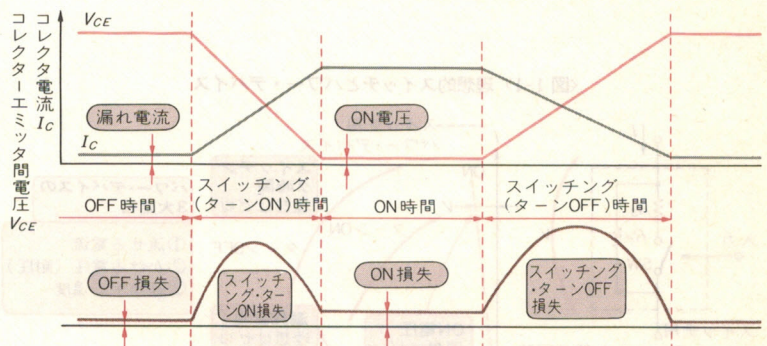 コレクタ電流IC
コレクターエミッタ間電圧VCE
VCE
漏れ電流
IC
ON電圧
OFF時間
スイッチング
(ターンON)時間
ON時間
スイッチング
(ターンOFF)時間
OFF損失
スイッチ
ング・ター
ンON損失
ON損失
スイッチング
・ターンOFF
損失